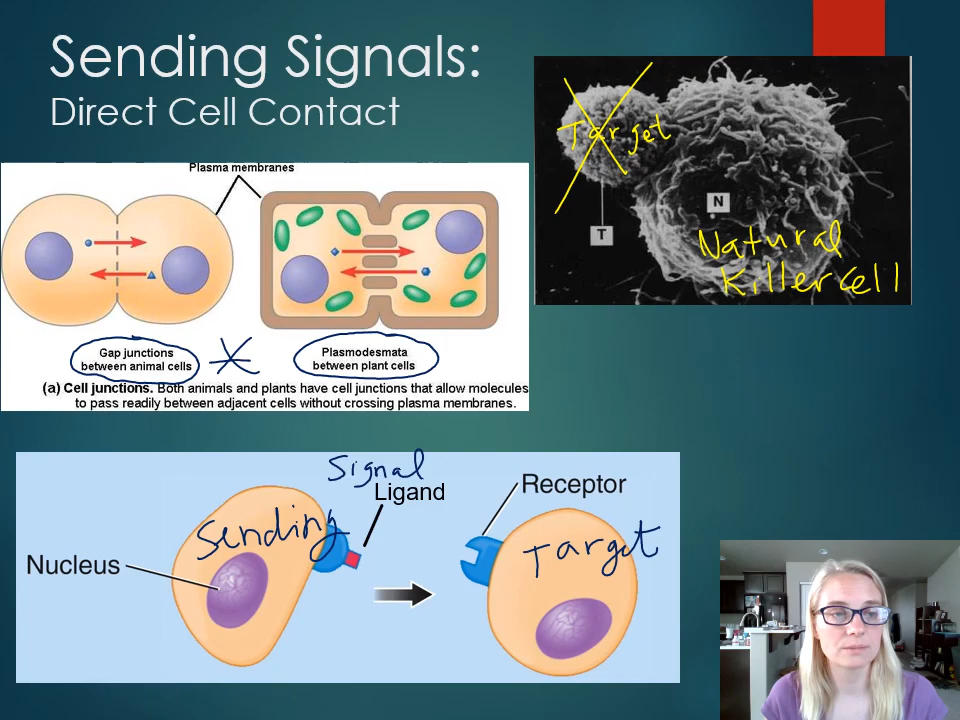 Sending Signals:
Direct Cell Contact
Plasma membranes
Gap junctions
between animal cells
Plasmodesmata
between plant cells
(a) Cell junctions. Both animals and plants have cell junctions that allow molecules
to pass readily between adjacent cells without crossing plasma membranes.
Target
T
N
Natural
Killer cell
Signal
Ligand
Receptor
Sending
Target
Nucleus